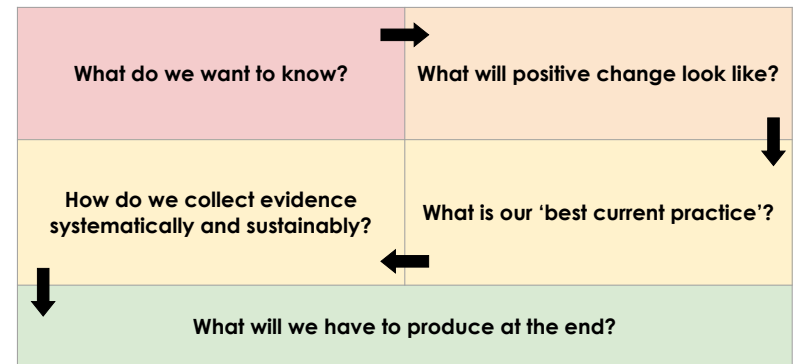 What do we want to know?
What will positive change look like?
What is our ‘best current practice’?
How do we collect evidence
systematically and sustainably?
What will we have to produce at the end?